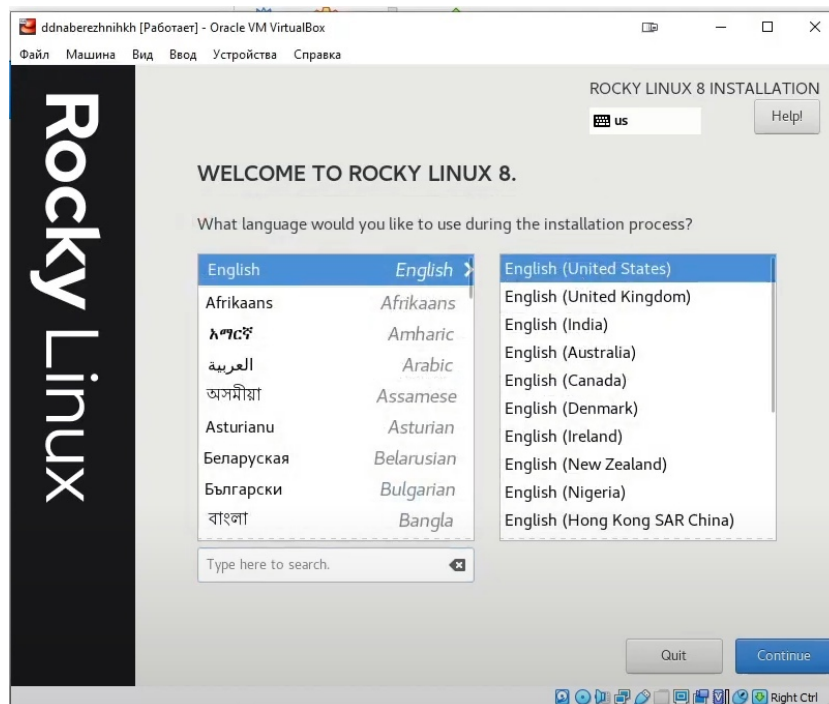 ddnaberezhnihkh [Работает] - Oracle VM VirtualBox
Файл Машина Вид Ввод Устройства Справка
Rocky Linux
ROCKY LINUX 8 INSTALLATION
us
Help!
WELCOME TO ROCKY LINUX 8.
What language would you like to use during the installation process?
English English
Afrikaans Afrikaans
አማርኛ Amharic
العربية Arabic
অসমীয়া Assamese
Asturianu Asturian
Беларуская Belarusian
Български Bulgarian
বাংলা Bangla
Type here to search.
English (United States)
English (United Kingdom)
English (India)
English (Australia)
English (Canada)
English (Denmark)
English (Ireland)
English (New Zealand)
English (Nigeria)
English (Hong Kong SAR China)
Quit Continue
Right Ctrl